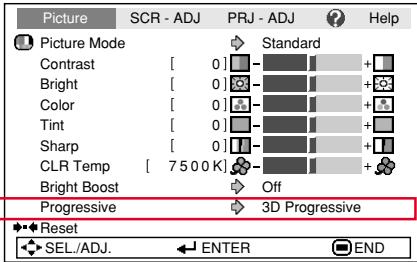 Picture SCR - ADJ PRJ - ADJ ? Help
Picture Mode Standard
Contrast [ 0 ] - +
Bright [ 0 ] - +
Color [ 0 ] - +
Tint [ 0 ] - +
Sharp [ 0 ] - +
CLR Temp [ 7500K] - +
Bright Boost Off
Progressive 3D Progressive
Reset
SEL./ADJ. ENTER END